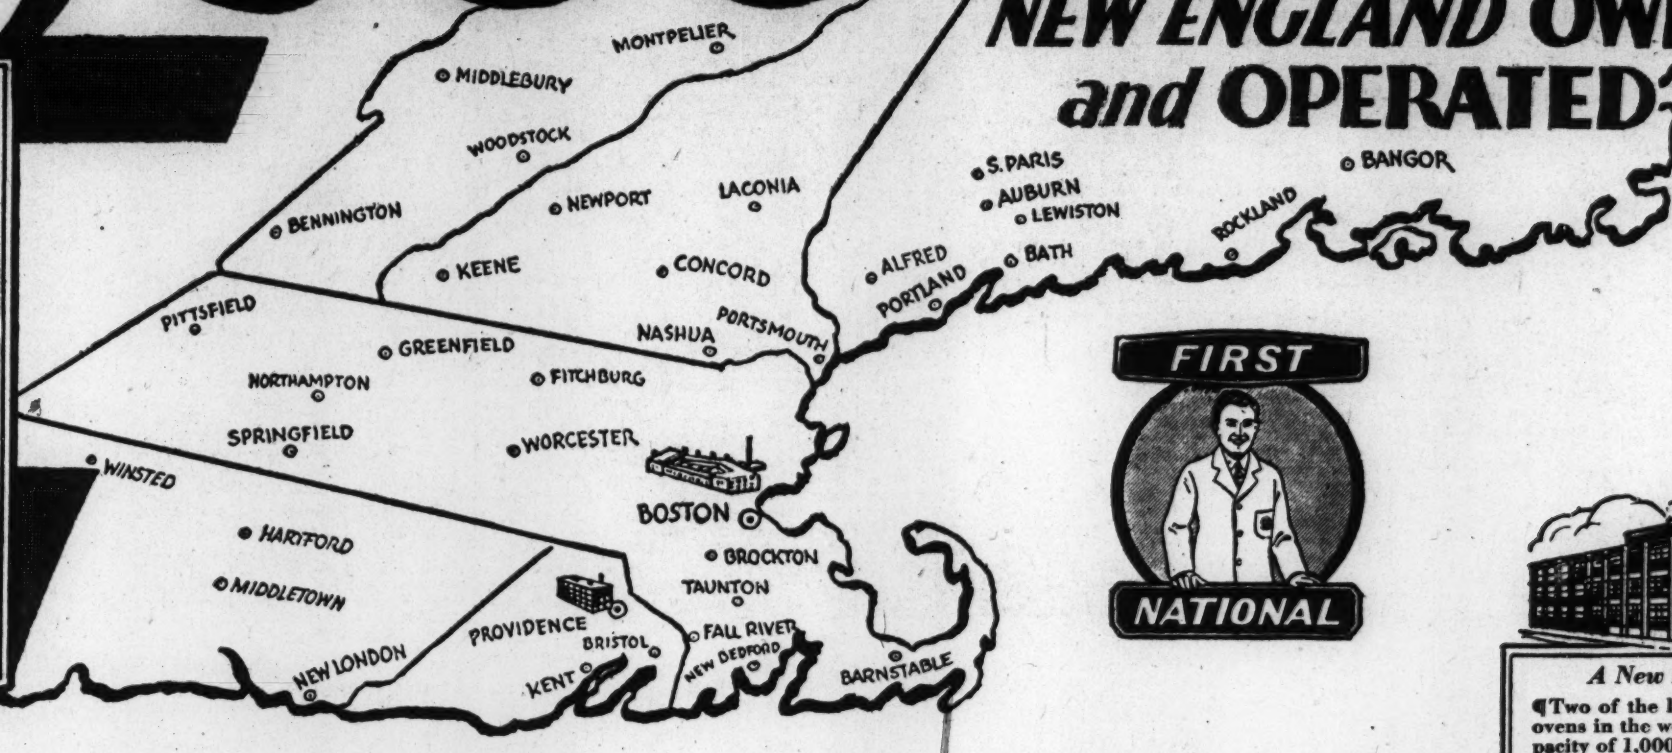 NEW ENGLAND
and OPERATED
MONTPELIER
MIDDLEBURY
WOODSTOCK
BENNINGTON
NEWPORT
LACONIA
KEENE
CONCORD
S. PARIS
AUBURN
LEWISTON
BANGOR
ROCKLAND
ALFRED
BATH
PORTLAND
PITTSFIELD
GREENFIELD
NASHUA
PORTSMOUTH
NORTHAMPTON
FITCHBURG
SPRINGFIELD
WORCESTER
WINSTED
BOSTON
HARTFORD
BROCKTON
MIDDLETOWN
TAUNTON
PROVIDENCE
BRISTOL
FALL RIVER
NEW BEDFORD
NEW LONDON
KENT
BARNSTABLE
FIRST
NATIONAL
A New
¶Two of the
ovens in the
pacity of 1,000